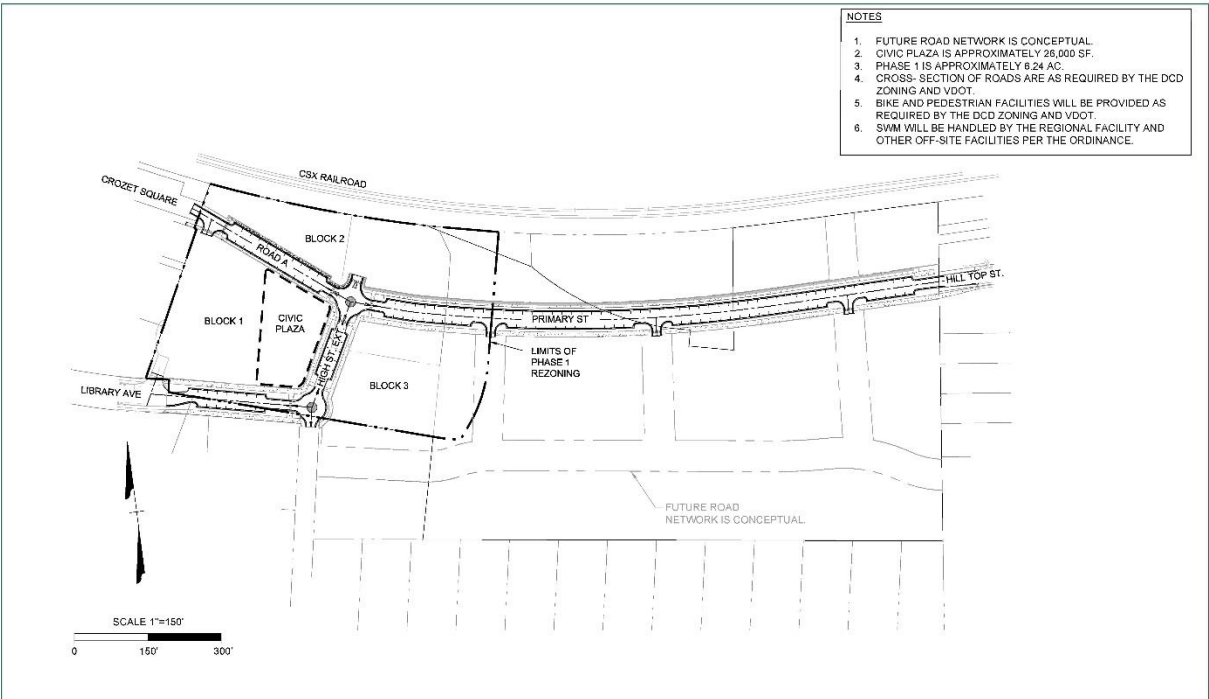 NOTES
1. FUTURE ROAD NETWORK IS CONCEPTUAL.
2. CIVIC PLAZA IS APPROXIMATELY 26,000 SF.
3. PHASE 1 IS APPROXIMATELY 6.24 AC.
4. CROSS- SECTION OF ROADS ARE AS REQUIRED BY THE DCD
ZONING AND VDOT.
5. BIKE AND PEDESTRIAN FACILITIES WILL BE PROVIDED AS
REQUIRED BY THE DCD ZONING AND VDOT.
6. SWM WILL BE HANDLED BY THE REGIONAL FACILITY AND
OTHER OFF-SITE FACILITIES PER THE ORDINANCE.
CSX RAILROAD
CROZET SQUARE
BLOCK 2
ROAD A
HILL TOP ST.
BLOCK 1
CIVIC
PLAZA
PRIMARY ST
HIGH ST. EX
LIMITS OF
PHASE 1
REZONING
BLOCK 3
LIBRARY AVE
FUTURE ROAD
NETWORK IS CONCEPTUAL.
SCALE 1"=150'
0 150' 300'